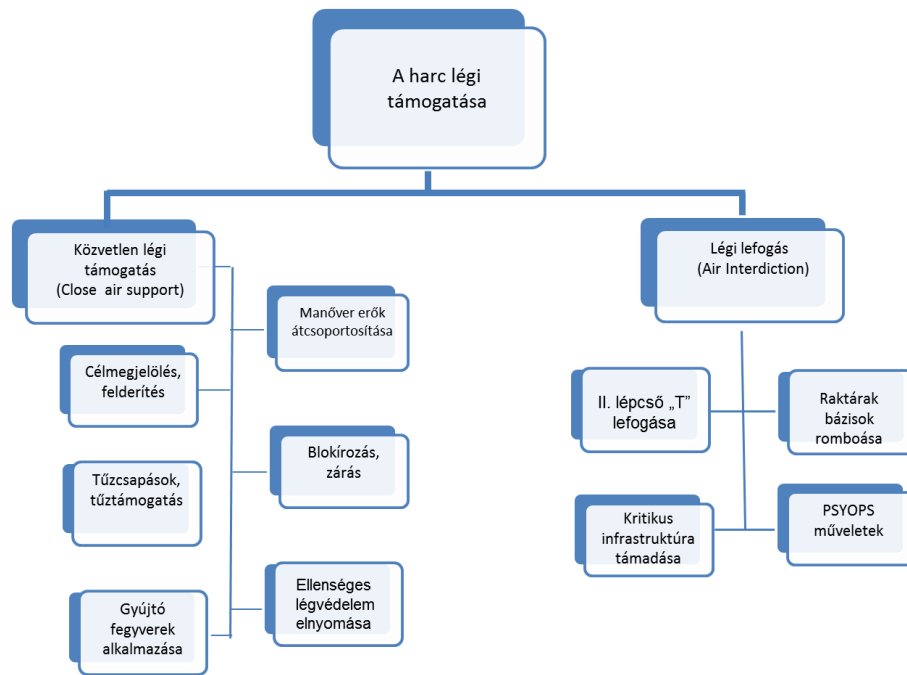 A harc légi
támogatása
Közvetlen légi
támogatás
(Close air support)
Manőver erők
átcsoportosítása
Célmegjelölés,
felderítés
Blokírozás,
zárás
Tűzcsapások,
tűztámogatás
Ellenséges
légvédelem
elnyomása
Gyújtó
fegyverek
alkalmazása
Légi lefogás
(Air Interdiction)
II. lépcső „T”
lefogása
Raktárak
bázisok
romboása
Kritikus
infrastruktúra
támadása
PSYOPS
műveletek